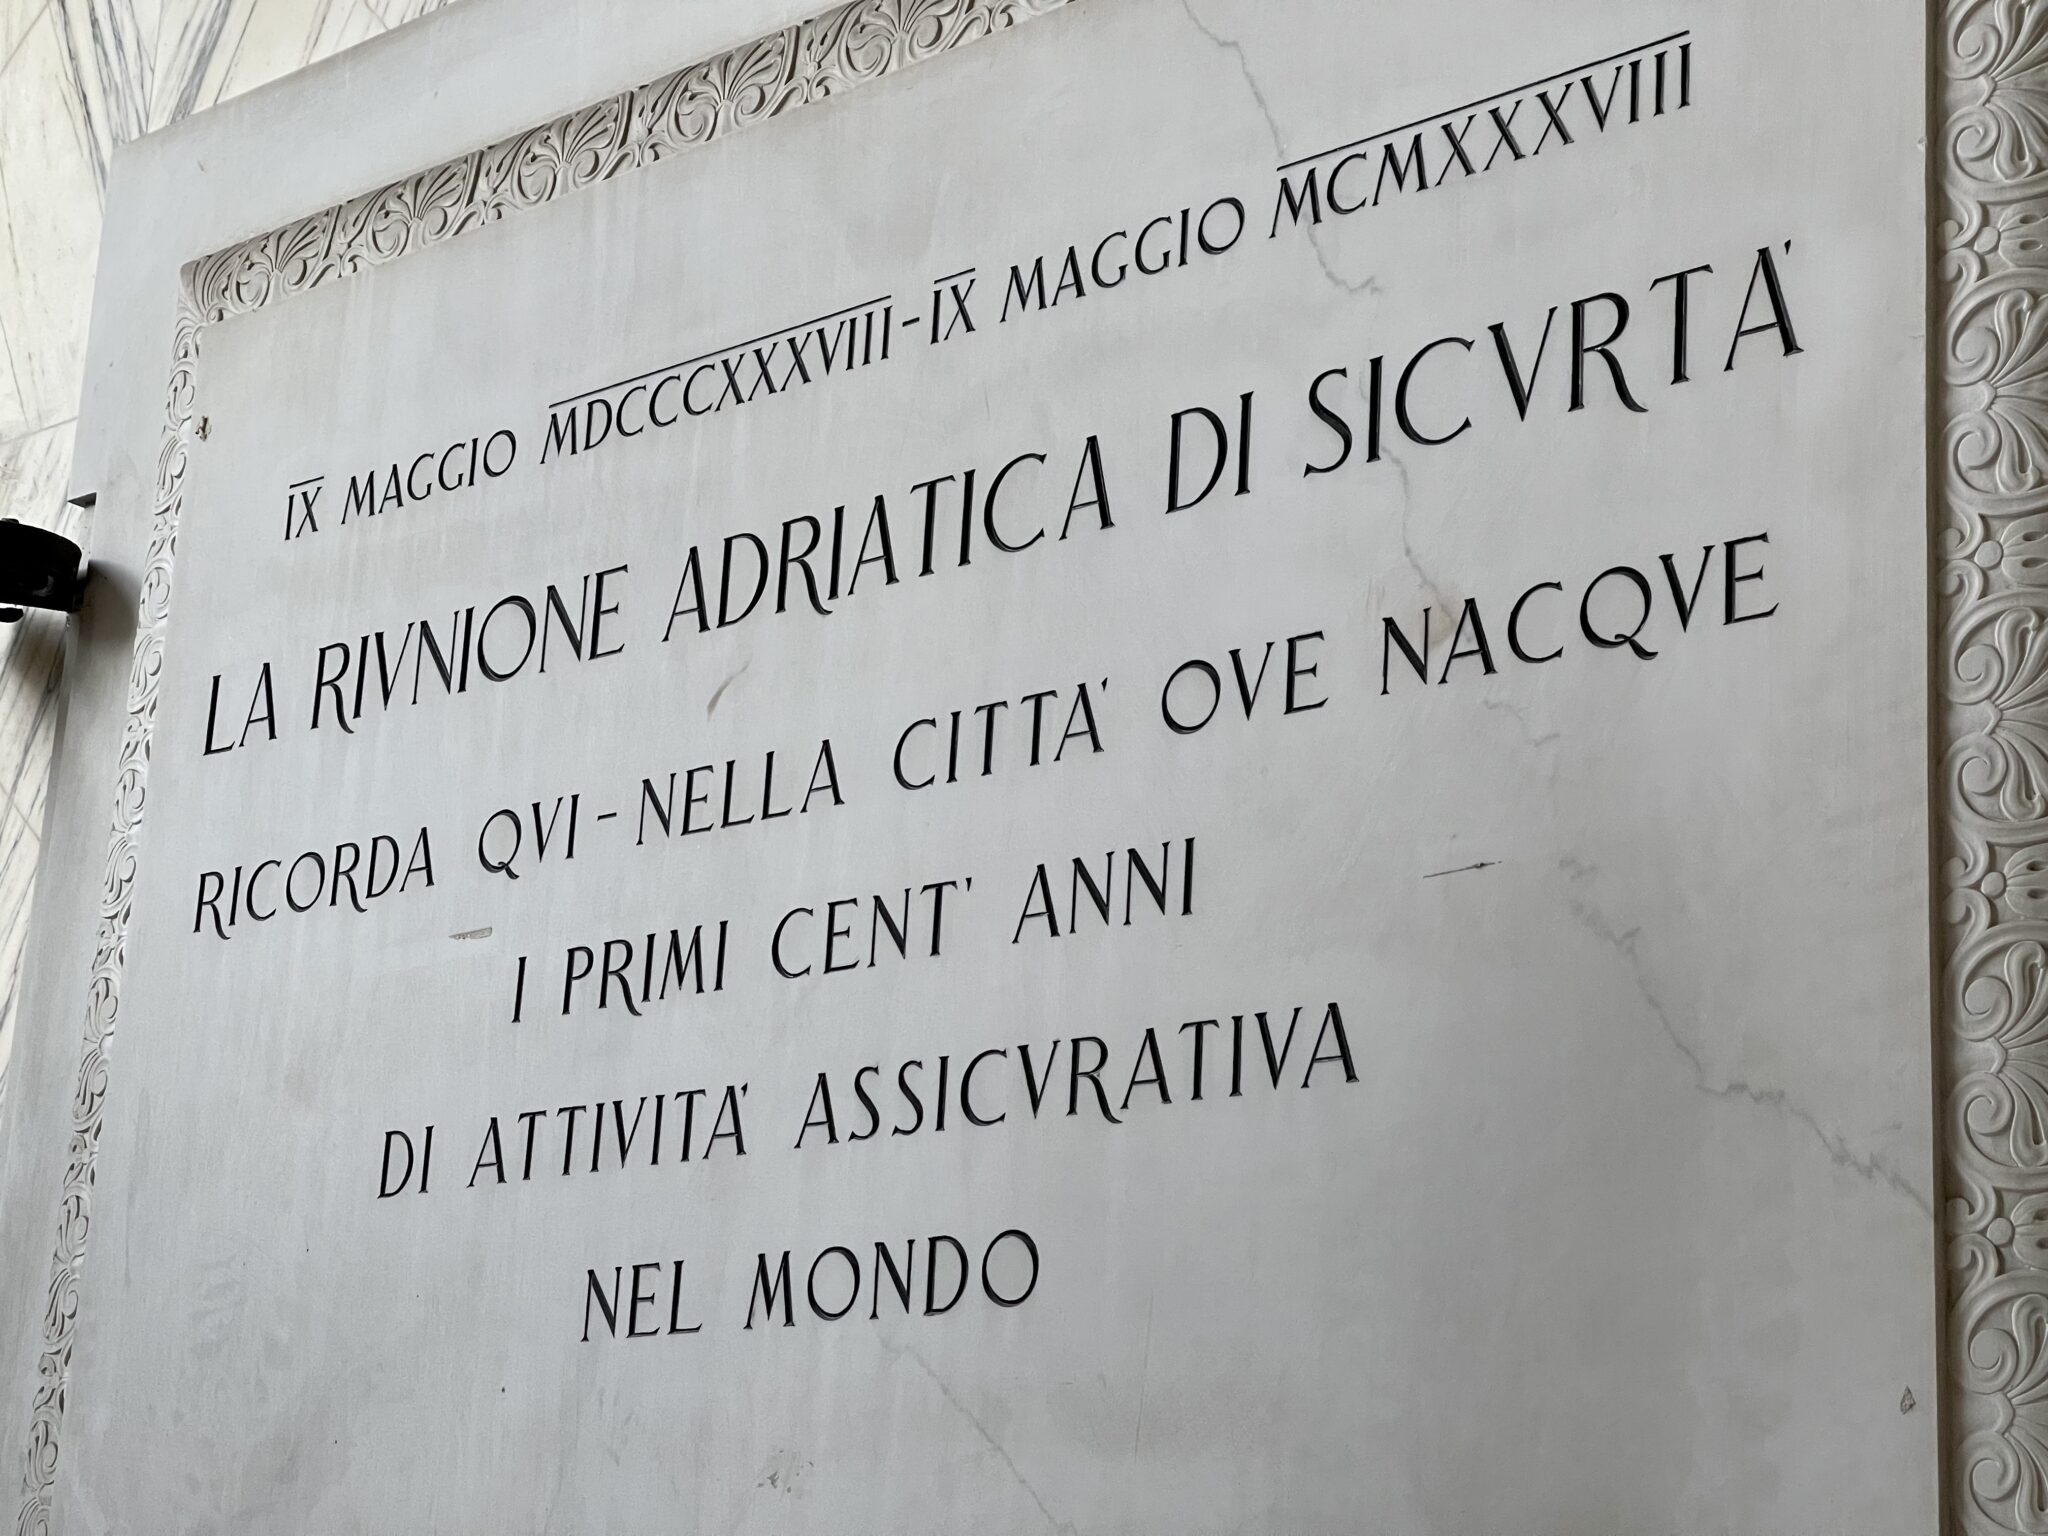 IX MAGGIO MDCCCXXXVIII - IX MAGGIO MCMXXXVIII
LA RIVNIONE ADRIATICA DI SICVRTA'
RICORDA QVI - NELLA CITTA' OVE NACQVE
I PRIMI CENT' ANNI
DI ATTIVITA' ASSICVRATIVA
NEL MONDO